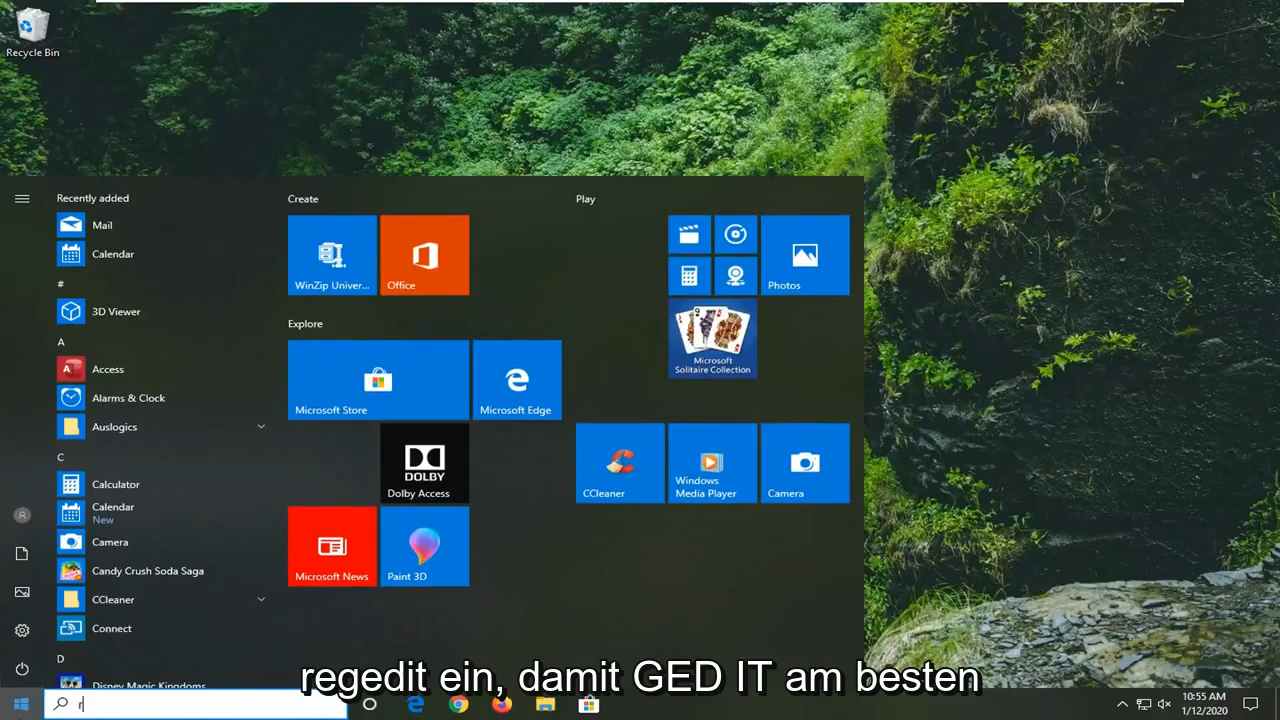 Recycle Bin
Recently added
Mail
Calendar
#
3D Viewer
A
Access
Alarms & Clock
Auslogics
C
Calculator
Calendar
New
Camera
Candy Crush Soda Saga
CCleaner
Connect
D
Disney Magic Kingdoms
Create
WinZip Univer...
Office
Explore
Microsoft Store
Microsoft Edge
DOLBY
Dolby Access
Microsoft News
Paint 3D
Play
Photos
Microsoft
Solitaire Collection
CCleaner
Windows
Media Player
Camera
regedit ein, damit GED IT am besten
r
10:55 AM
1/12/2020